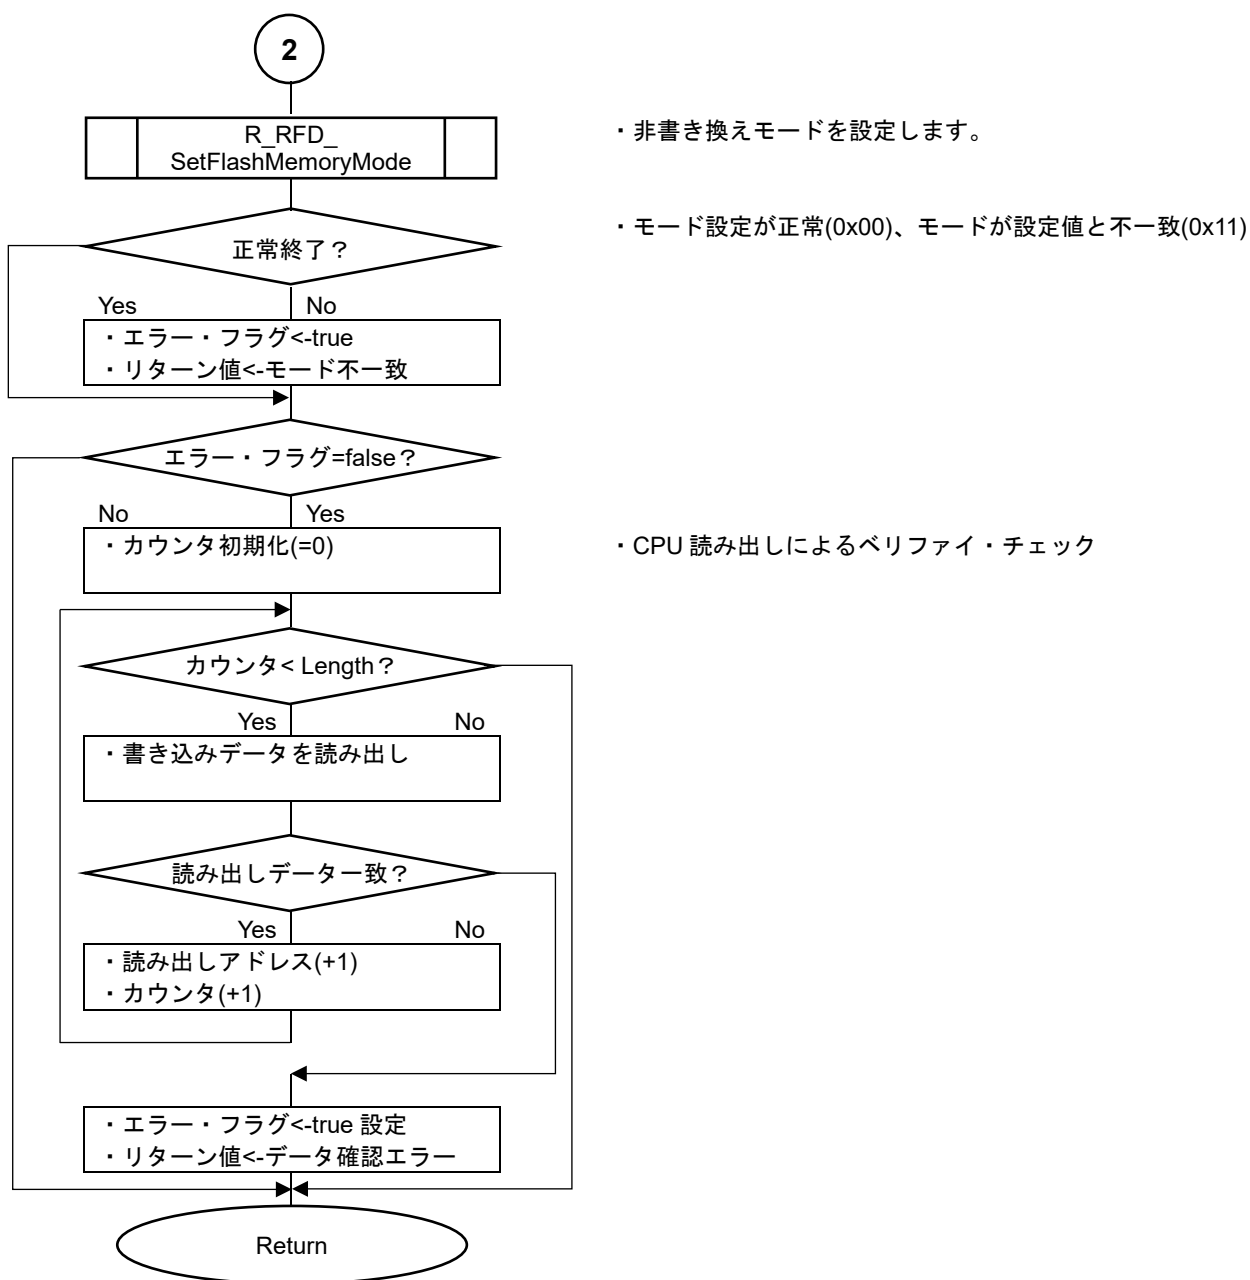 2
R_RFD_
SetFlashMemoryMode
・非書き換えモードを設定します。
・モード設定が正常(0x00)、モードが設定値と不一致(0x11)
正常終了？
Yes No
・エラー・フラグ<-true
・リターン値<-モード不一致
エラー・フラグ=false？
No Yes
・カウンタ初期化(=0)
・CPU 読み出しによるベリファイ・チェック
カウンタ< Length？
Yes No
・書き込みデータを読み出し
読み出しデータ一致？
Yes No
・読み出しアドレス(+1)
・カウンタ(+1)
・エラー・フラグ<-true 設定
・リターン値<-データ確認エラー
Return